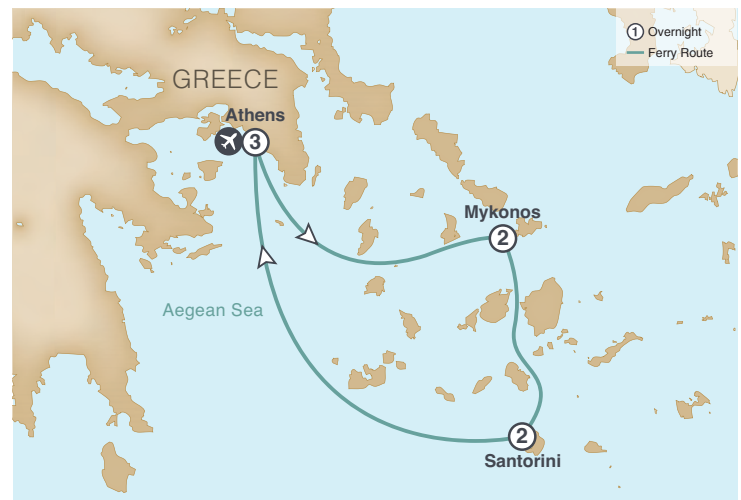 1 Overnight
Ferry Route
GREECE
Athens
3
Mykonos
2
Aegean Sea
2
Santorini